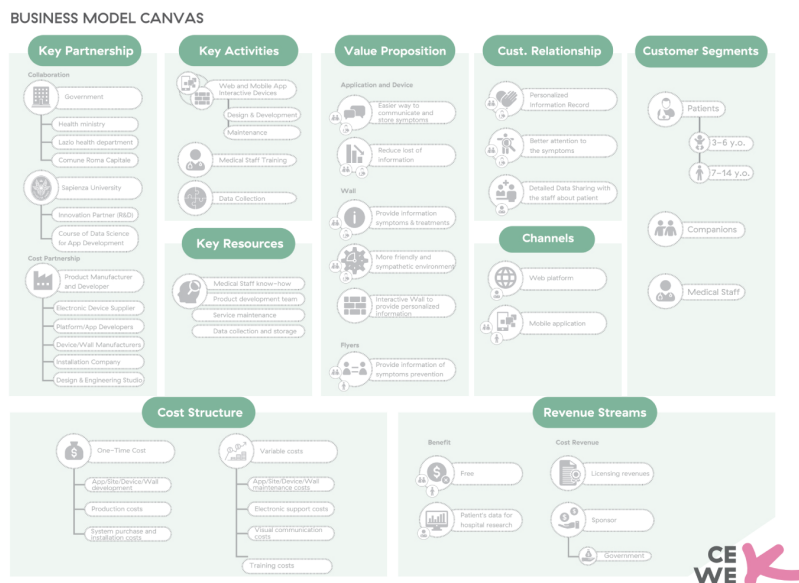 BUSINESS MODEL CANVAS
Key Partnership
Collaboration
Government
Health ministry
Lazio health department
Comune Roma Capitale
Sapienza University
Innovation Partner (R&D)
Course of Data Science
for App Development
Cost Partnership
Product Manufacturer
and Developer
Electronic Device Supplier
Platform/App Developers
Device/Wall Manufacturers
Installation Company
Design & Engineering Studio
Key Activities
Web and Mobile App
Interactive Devices
Design & Development
Maintenance
Medical Staff Training
Data Collection
Key Resources
Medical Staff know-how
Product development team
Service maintenance
Data collection and storage
Value Proposition
Application and Device
Easier way to
communicate and
store symptoms
Reduce lost of
information
Wall
Provide information
symptoms & treatments
More friendly and
sympathetic environment
Interactive Wall to
provide personalized
information
Flyers
Provide information of
symptoms prevention
Cust. Relationship
Personalized
Information Record
Better attention to
the symptoms
Detailed Data Sharing with
the staff about patient
Channels
Web platform
Mobile application
Customer Segments
Patients
3-6 y.o.
7-14 y.o.
Companions
Medical Staff
Cost Structure
One-Time Cost
App/Site/Device/Wall
development
Production costs
System purchase and
installation costs
Variable costs
App/Site/Device/Wall
maintenance costs
Electronic support costs
Visual communication
costs
Training costs
Revenue Streams
Benefit
Free
Patient's data for
hospital research
Cost Revenue
Licensing revenues
Sponsor
Government
CE
WE